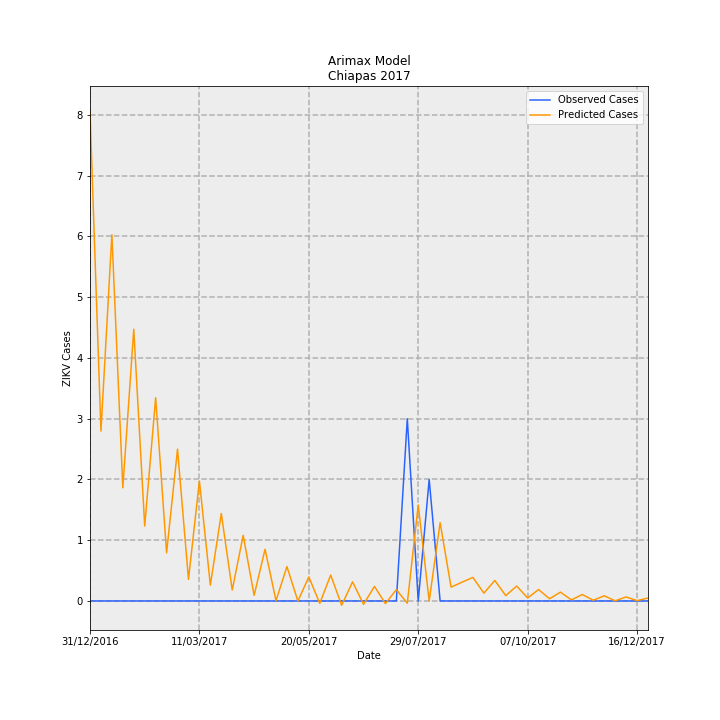 Arimax Model
Chiapas 2017
Observed Cases
Predicted Cases
8
7
6
5
4
3
2
1
0
ZIKV Cases
31/12/2016
11/03/2017
20/05/2017
29/07/2017
07/10/2017
16/12/2017
Date